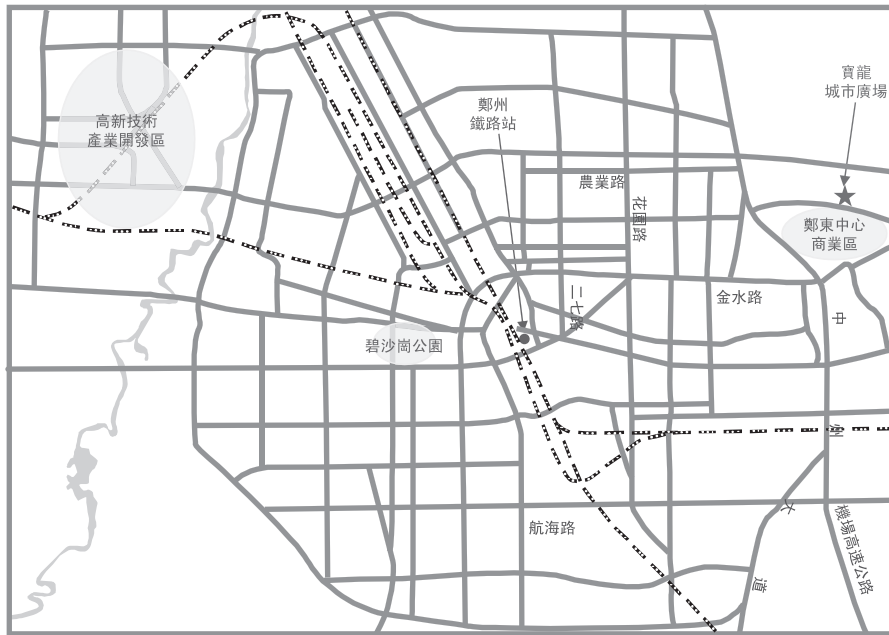 寶龍
城市廣場
鄭州
鐵路站
高新技術
產業開發區
農業路
花園路
鄭東中心
商業區
二七路
金水路
碧沙崗公園
中
州
大
道
航海路
機場高速公路